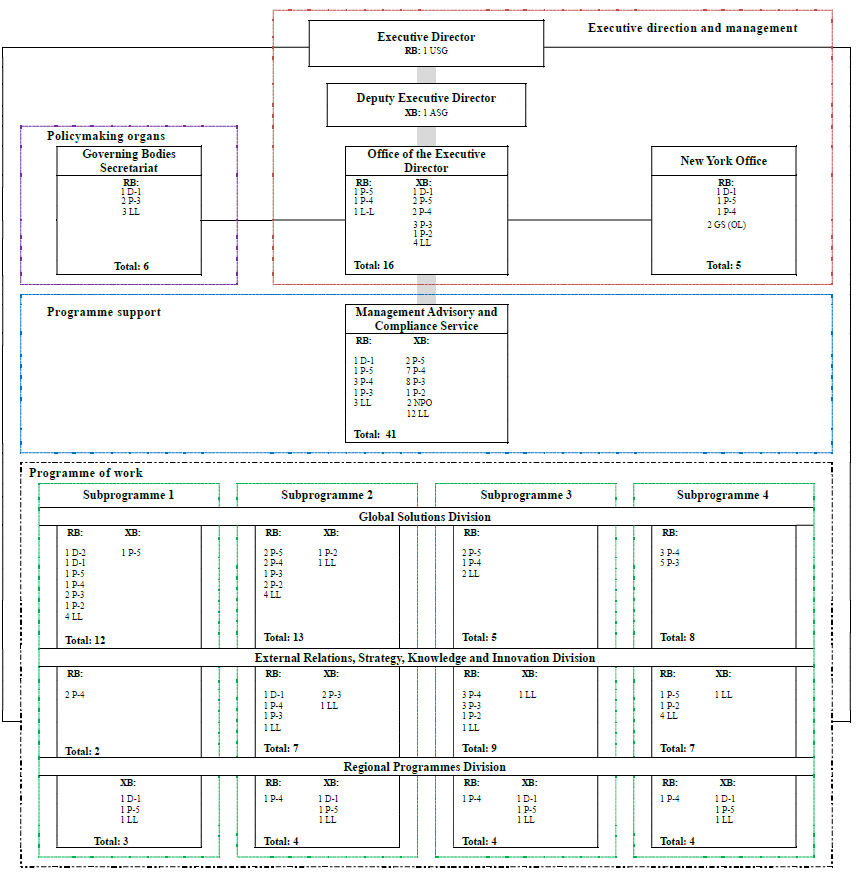 Executive direction and management
Executive Director
RB: 1 USG
Deputy Executive Director
XB: 1 ASG
Policymaking organs
Governing Bodies
Secretariat
RB:
1 D-1
2 P-3
3 LL
Total: 6
Office of the Executive
Director
RB: XB:
1 P-5 1 D-1
1 P-4 2 P-5
1 L-L 2 P-4
3 P-3
1 P-2
4 LL
Total: 16
New York Office
RB:
1 D-1
1 P-5
1 P-4
2 GS (OL)
Total: 5
Programme support
Management Advisory and
Compliance Service
RB: XB:
1 D-1 2 P-5
1 P-5 7 P-4
3 P-4 8 P-3
1 P-3 1 P-2
3 LL 2 NPO
12 LL
Total: 41
Programme of work
Subprogramme 1 Subprogramme 2 Subprogramme 3 Subprogramme 4
Global Solutions Division
RB: XB:
1 D-2 1 P-5
1 D-1
1 P-5
1 P-4
2 P-3
1 P-2
4 LL
Total: 12
RB: XB:
2 P-5 1 P-2
2 P-4 1 LL
1 P-3
2 P-2
4 LL
Total: 13
RB:
2 P-5
1 P-4
2 LL
Total: 5
RB:
3 P-4
5 P-3
Total: 8
External Relations, Strategy, Knowledge and Innovation Division
RB:
2 P-4
Total: 2
RB: XB:
1 D-1 2 P-3
1 P-4 1 LL
1 P-3
1 LL
Total: 7
RB: XB:
3 P-4 1 LL
3 P-3
1 P-2
1 LL
Total: 9
RB: XB:
1 P-5 1 LL
1 P-2
4 LL
Total: 7
Regional Programmes Division
XB:
1 D-1
1 P-5
1 LL
Total: 3
RB: XB:
1 P-4 1 D-1
1 P-5
1 LL
Total: 4
RB: XB:
1 P-4 1 D-1
1 P-5
1 LL
Total: 4
RB: XB:
1 P-4 1 D-1
1 P-5
1 LL
Total: 4